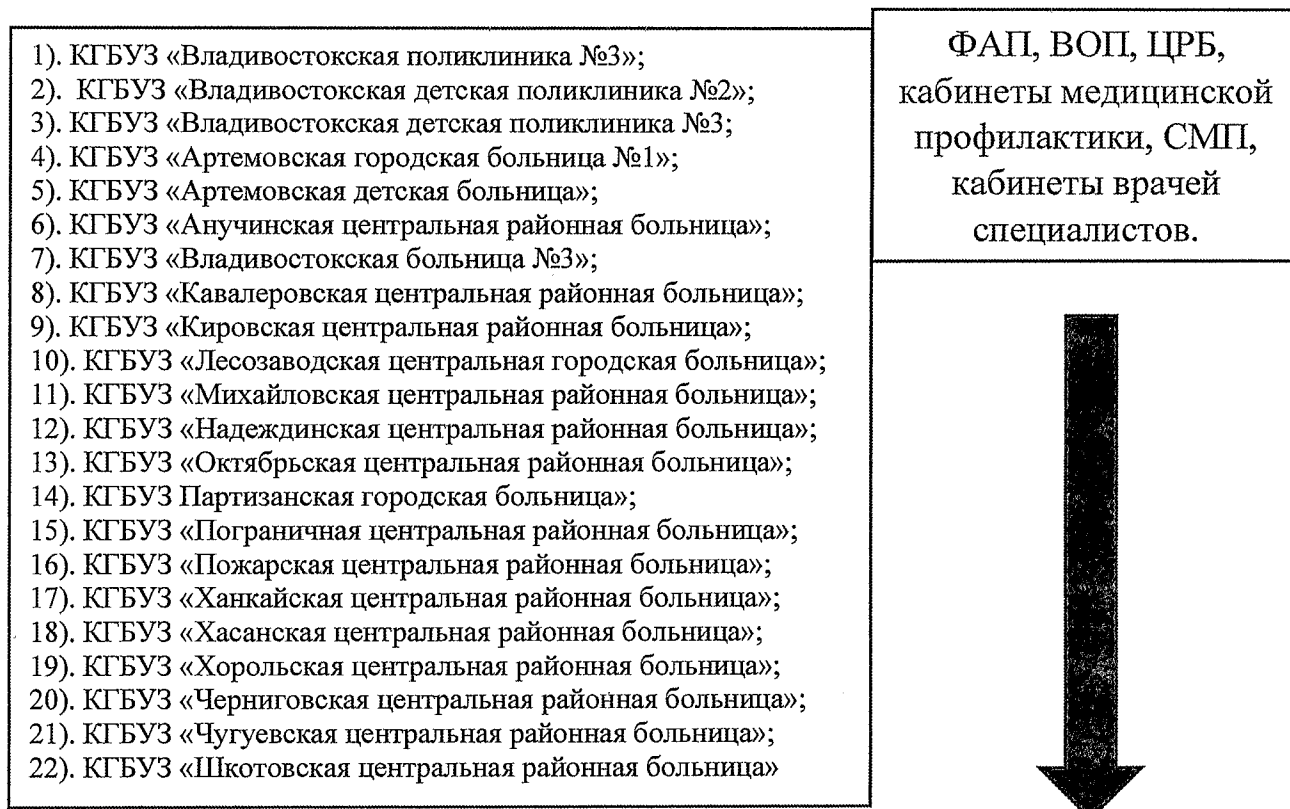 1). КГБУЗ «Владивостокская поликлиника №3»;
2). КГБУЗ «Владивостокская детская поликлиника №2»;
3). КГБУЗ «Владивостокская детская поликлиника №3;
4). КГБУЗ «Артемовская городская больница №1»;
5). КГБУЗ «Артемовская детская больница»;
6). КГБУЗ «Анучинская центральная районная больница»;
7). КГБУЗ «Владивостокская больница №3»;
8). КГБУЗ «Кавалеровская центральная районная больница»;
9). КГБУЗ «Кировская центральная районная больница»;
10). КГБУЗ «Лесозаводская центральная городская больница»;
11). КГБУЗ «Михайловская центральная районная больница»;
12). КГБУЗ «Надеждинская центральная районная больница»;
13). КГБУЗ «Октябрьская центральная районная больница»;
14). КГБУЗ Партизанская городская больница»;
15). КГБУЗ «Пограничная центральная районная больница»;
16). КГБУЗ «Пожарская центральная районная больница»;
17). КГБУЗ «Ханкайская центральная районная больница»;
18). КГБУЗ «Хасанская центральная районная больница»;
19). КГБУЗ «Хорольская центральная районная больница»;
20). КГБУЗ «Черниговская центральная районная больница»;
21). КГБУЗ «Чугуевская центральная районная больница»;
22). КГБУЗ «Шкотовская центральная районная больница»
ФАП, ВОП, ЦРБ,
кабинеты медицинской
профилактики, СМП,
кабинеты врачей
специалистов.